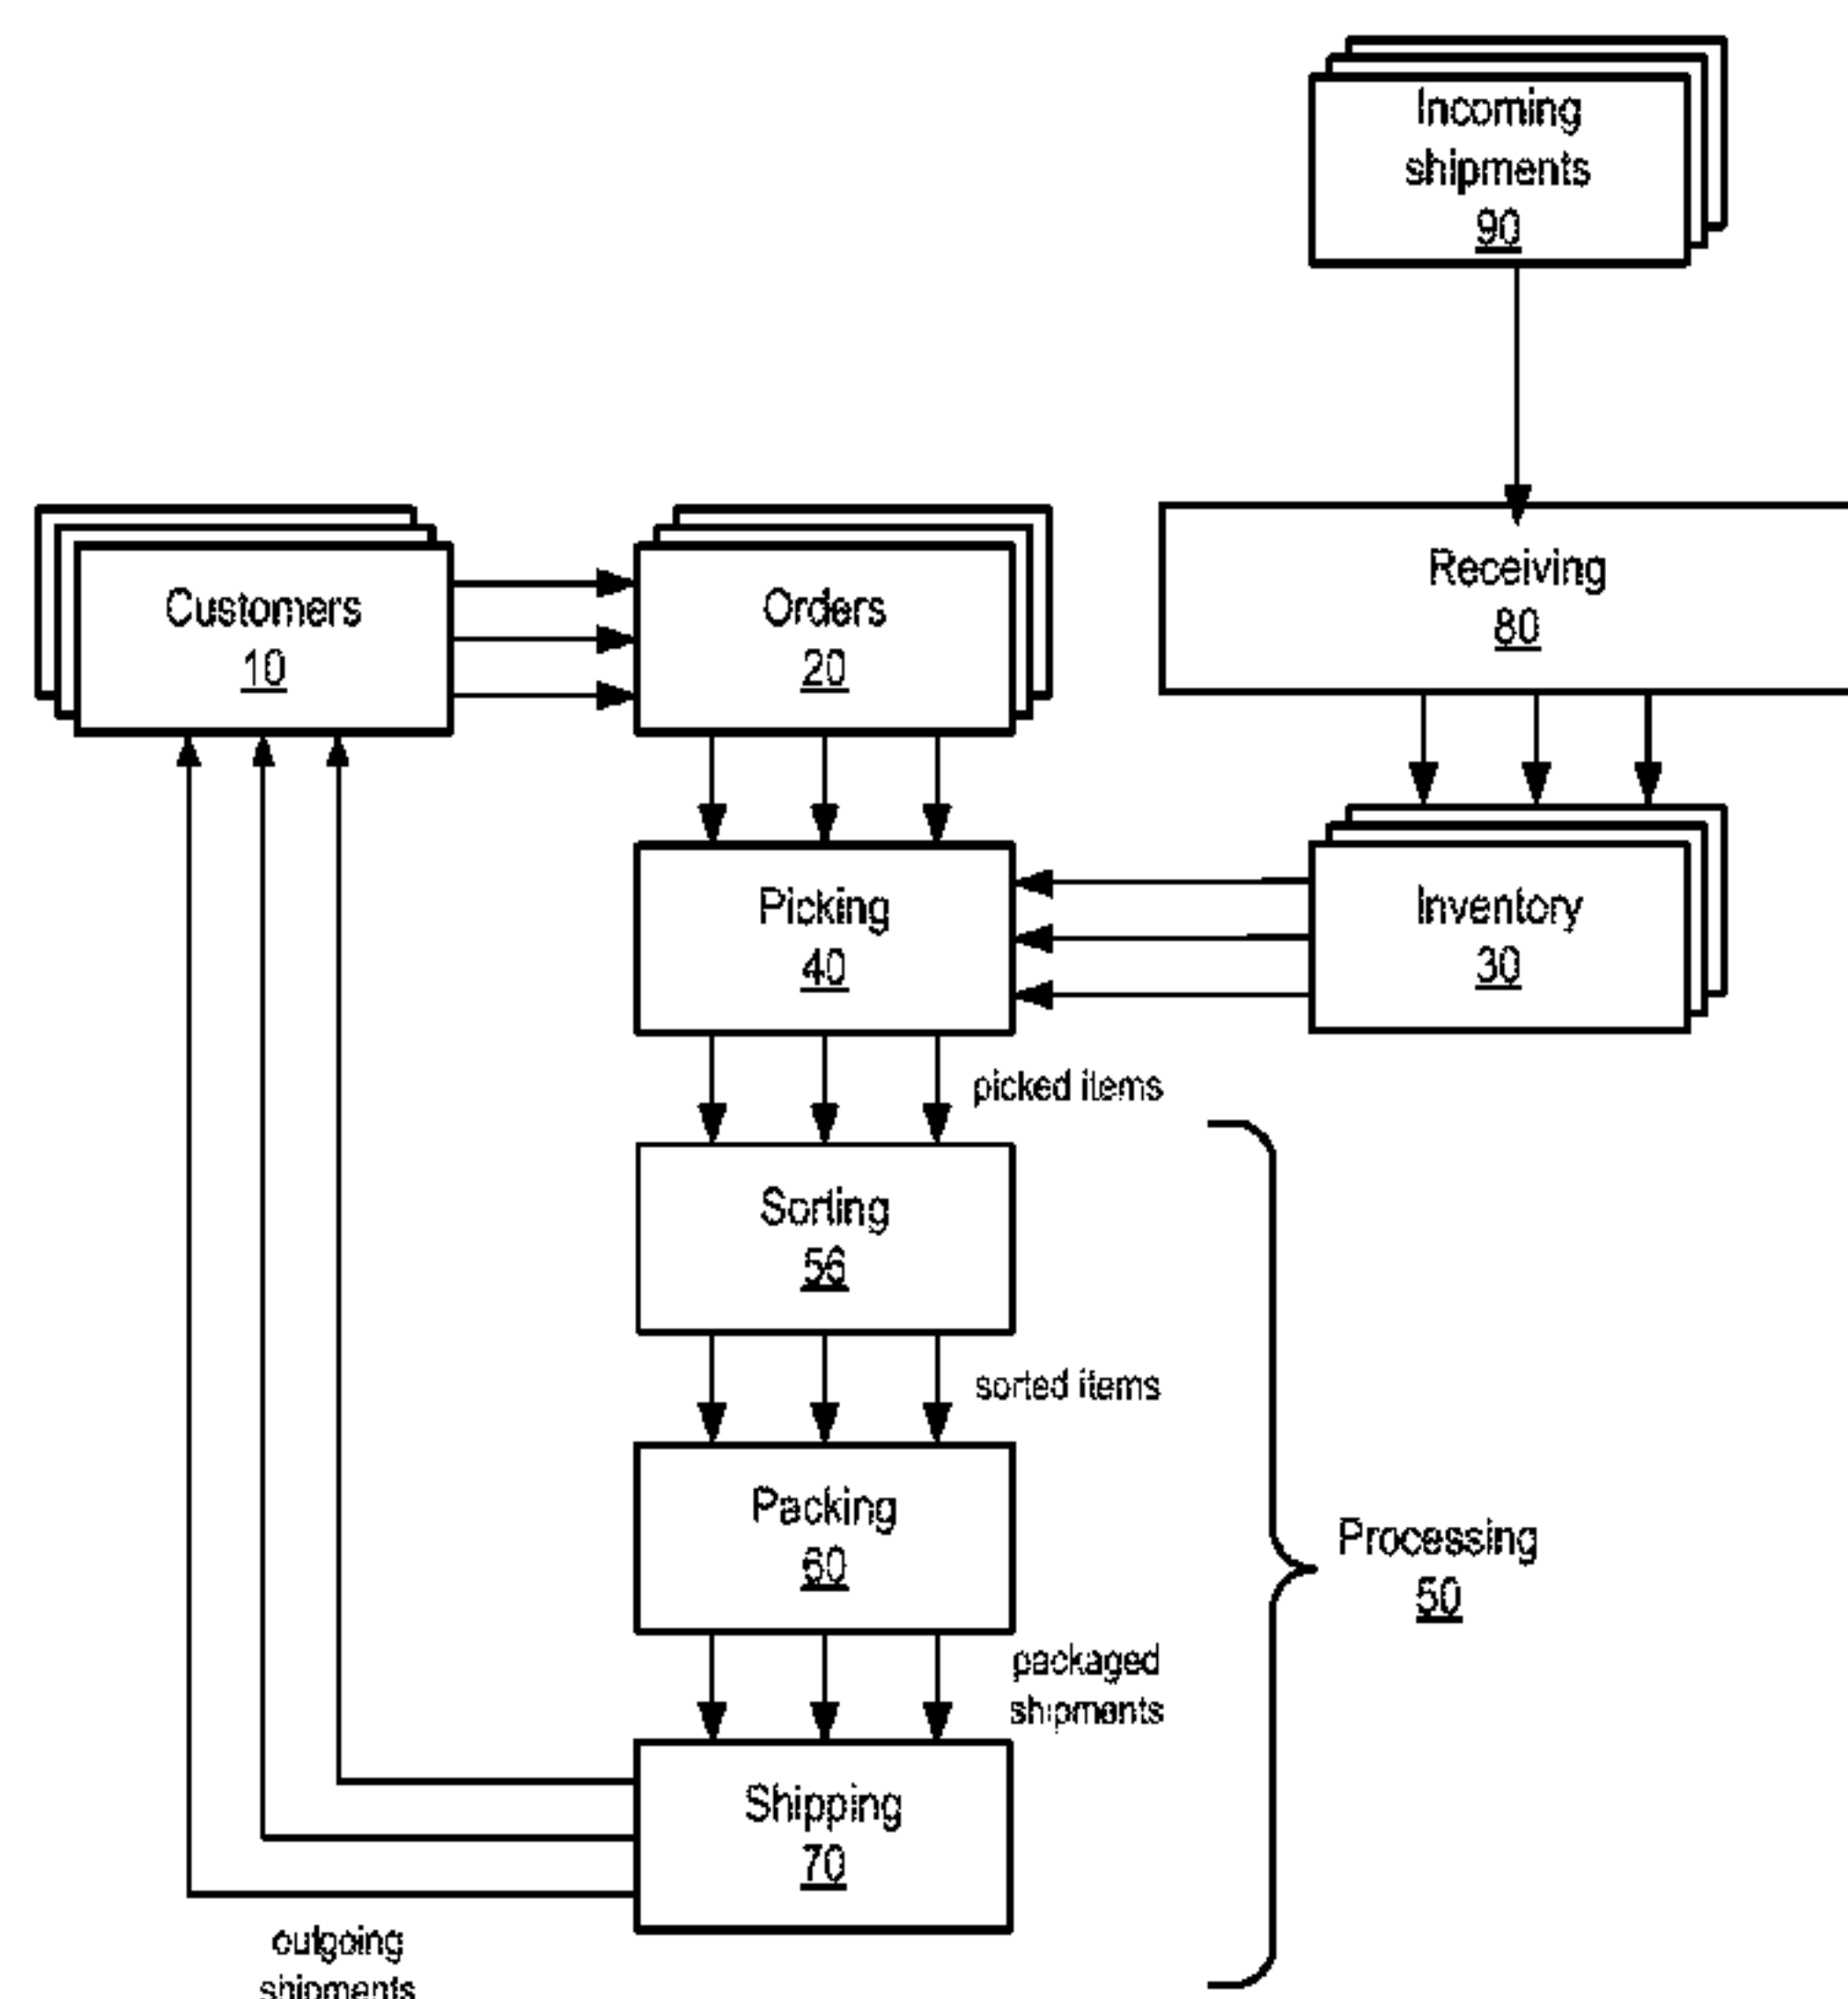 Incoming
shipments
90
Customers
10
Orders
20
Receiving
80
Picking
40
Inventory
30
picked items
Sorting
56
sorted items
Packing
60
Processing
50
packaged
shipments
Shipping
70
outgoing
shipments